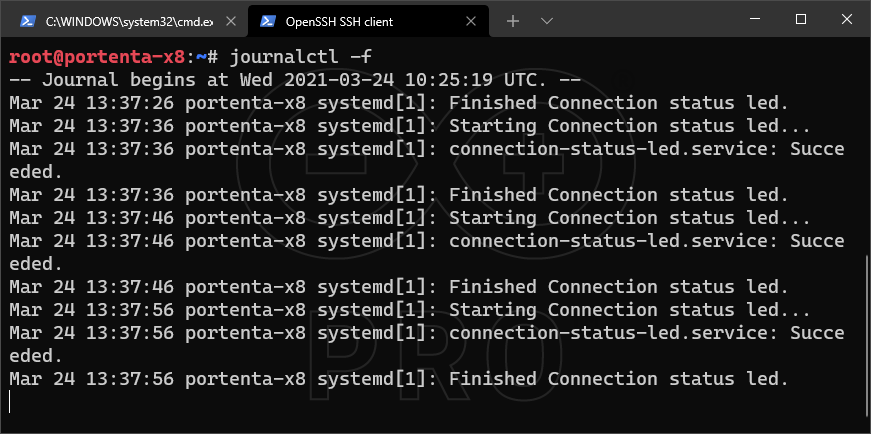 C:\WINDOWS\system32\cmd.ex
OpenSSH SSH client
root@portenta-x8:~# journalctl -f
-- Journal begins at Wed 2021-03-24 10:25:19 UTC. --
Mar 24 13:37:26 portenta-x8 systemd[1]: Finished Connection status led.
Mar 24 13:37:36 portenta-x8 systemd[1]: Starting Connection status led...
Mar 24 13:37:36 portenta-x8 systemd[1]: connection-status-led.service: Succe
eded.
Mar 24 13:37:36 portenta-x8 systemd[1]: Finished Connection status led.
Mar 24 13:37:46 portenta-x8 systemd[1]: Starting Connection status led...
Mar 24 13:37:46 portenta-x8 systemd[1]: connection-status-led.service: Succe
eded.
Mar 24 13:37:46 portenta-x8 systemd[1]: Finished Connection status led.
Mar 24 13:37:56 portenta-x8 systemd[1]: Starting Connection status led...
Mar 24 13:37:56 portenta-x8 systemd[1]: connection-status-led.service: Succe
eded.
Mar 24 13:37:56 portenta-x8 systemd[1]: Finished Connection status led.
PRO